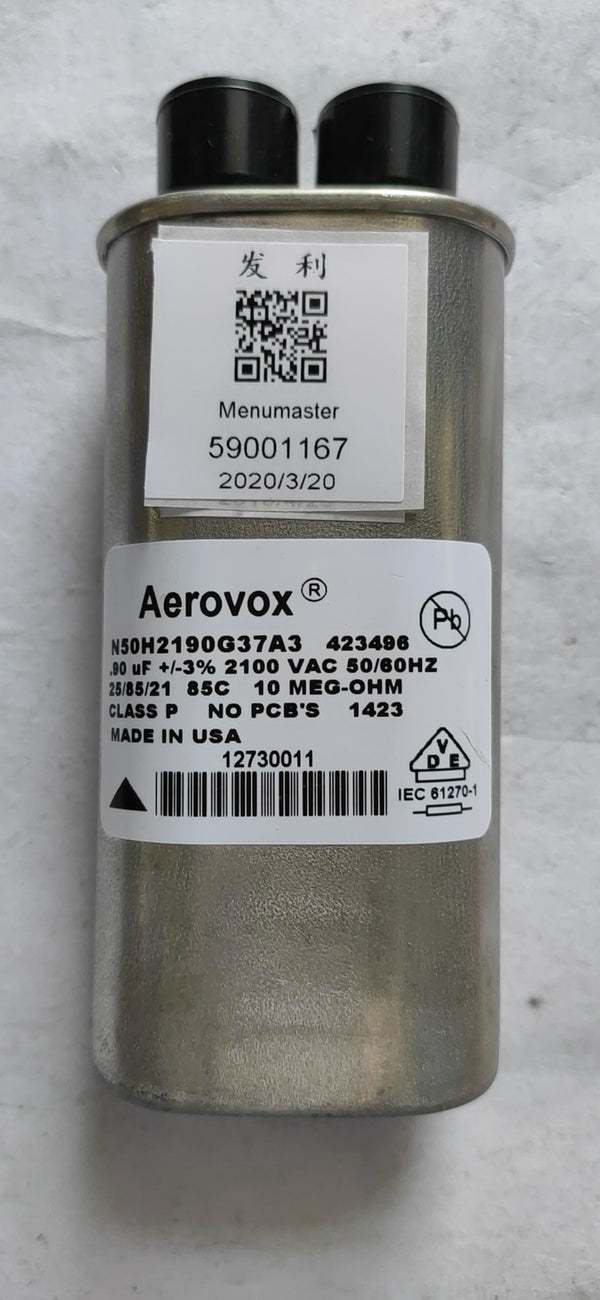 发 利
Menumaster
59001167
2020/3/20
Aerovox®
Pb
N50H2190G37A3 423496
.90 uF +/-3% 2100 VAC 50/60HZ
25/85/21 85C 10 MEG-OHM
CLASS P NO PCB'S 1423
MADE IN USA
12730011
V
D E
IEC 61270-1